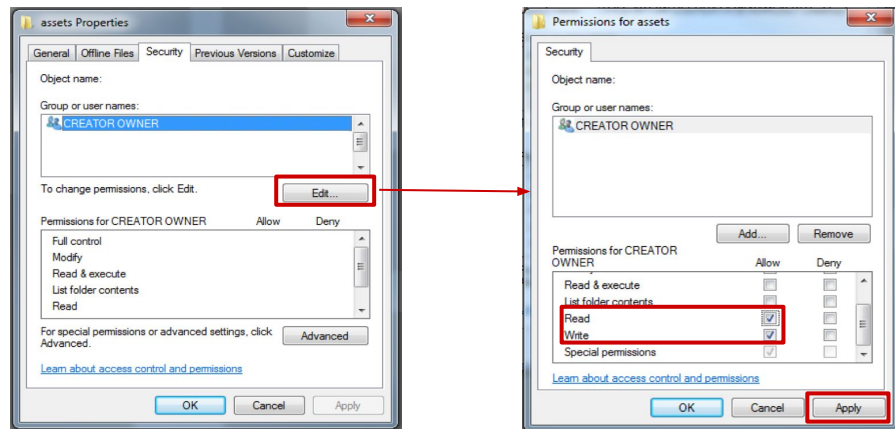 assets Properties
General Offline Files Security Previous Versions Customize
Object name:
Group or user names:
CREATOR OWNER
To change permissions, click Edit.
Edit...
Permissions for CREATOR OWNER Allow Deny
Full control
Modify
Read & execute
List folder contents
Read
For special permissions or advanced settings, click
Advanced.
Advanced
Learn about access control and permissions
OK Cancel Apply
Permissions for assets
Security
Object name:
Group or user names:
CREATOR OWNER
Add... Remove
Permissions for CREATOR
OWNER Allow Deny
Read & execute
List folder contents
Read
Write
Special permissions
Learn about access control and permissions
OK Cancel Apply